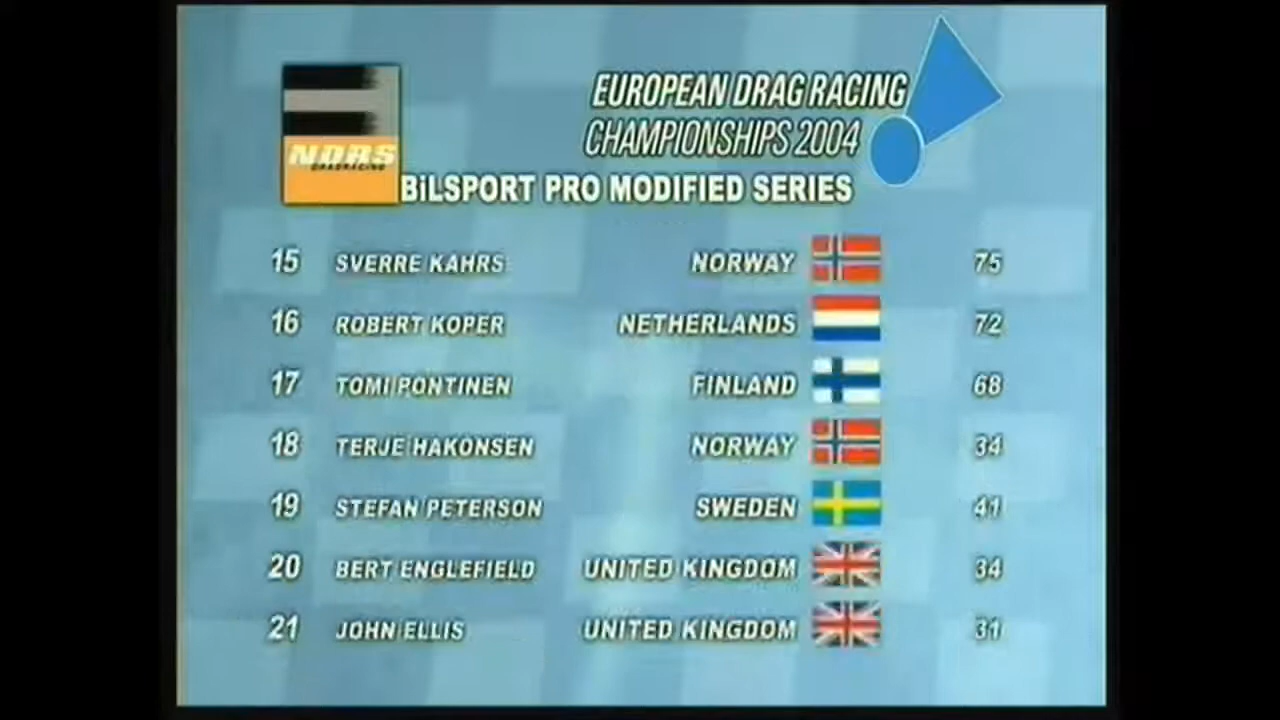 NDRS
DRAGRACING
EUROPEAN DRAG RACING
CHAMPIONSHIPS 2004
BiLSPORT PRO MODIFIED SERIES
15 SVERRE KAHRS NORWAY 75
16 ROBERT KOPER NETHERLANDS 72
17 TOMI PONTINEN FINLAND 68
18 TERJE HAKONSEN NORWAY 34
19 STEFAN PETERSON SWEDEN 41
20 BERT ENGLEFIELD UNITED KINGDOM 34
21 JOHN ELLIS UNITED KINGDOM 31